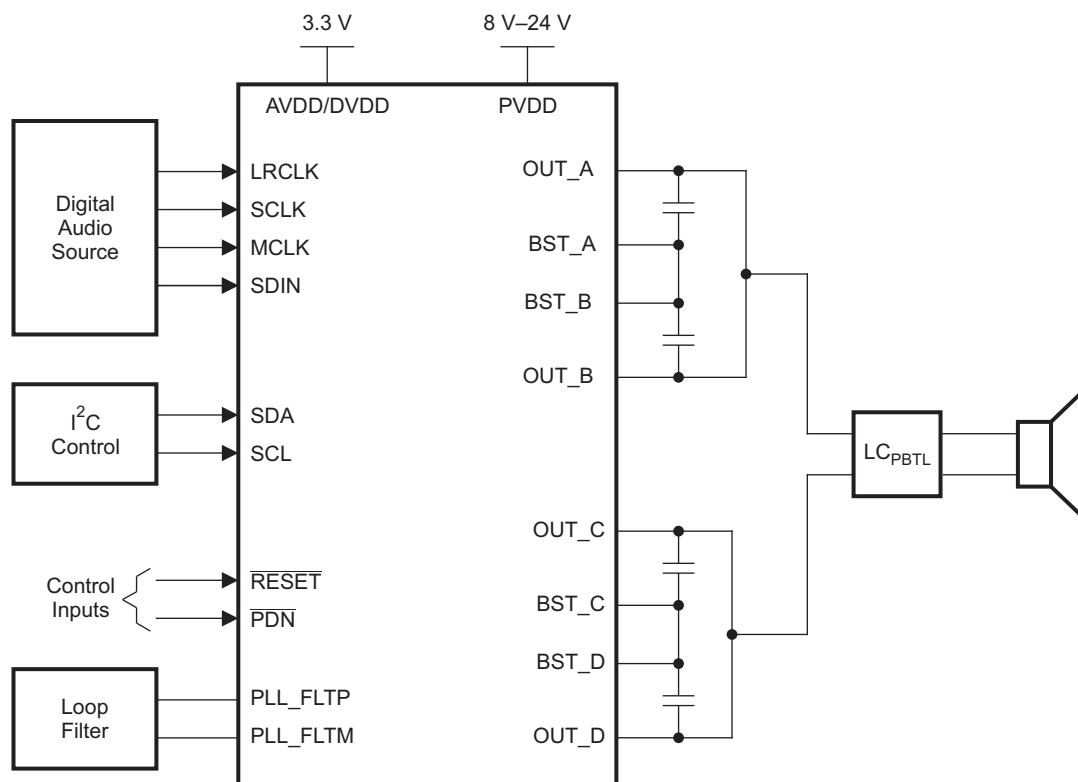 3.3 V
8 V–24 V
AVDD/DVDD
PVDD
Digital
Audio
Source
LRCLK
SCLK
MCLK
SDIN
I²C
Control
SDA
SCL
Control
Inputs
RESET
PDN
Loop
Filter
PLL_FLTP
PLL_FLTM
OUT_A
BST_A
BST_B
OUT_B
OUT_C
BST_C
BST_D
OUT_D
LCPBTL